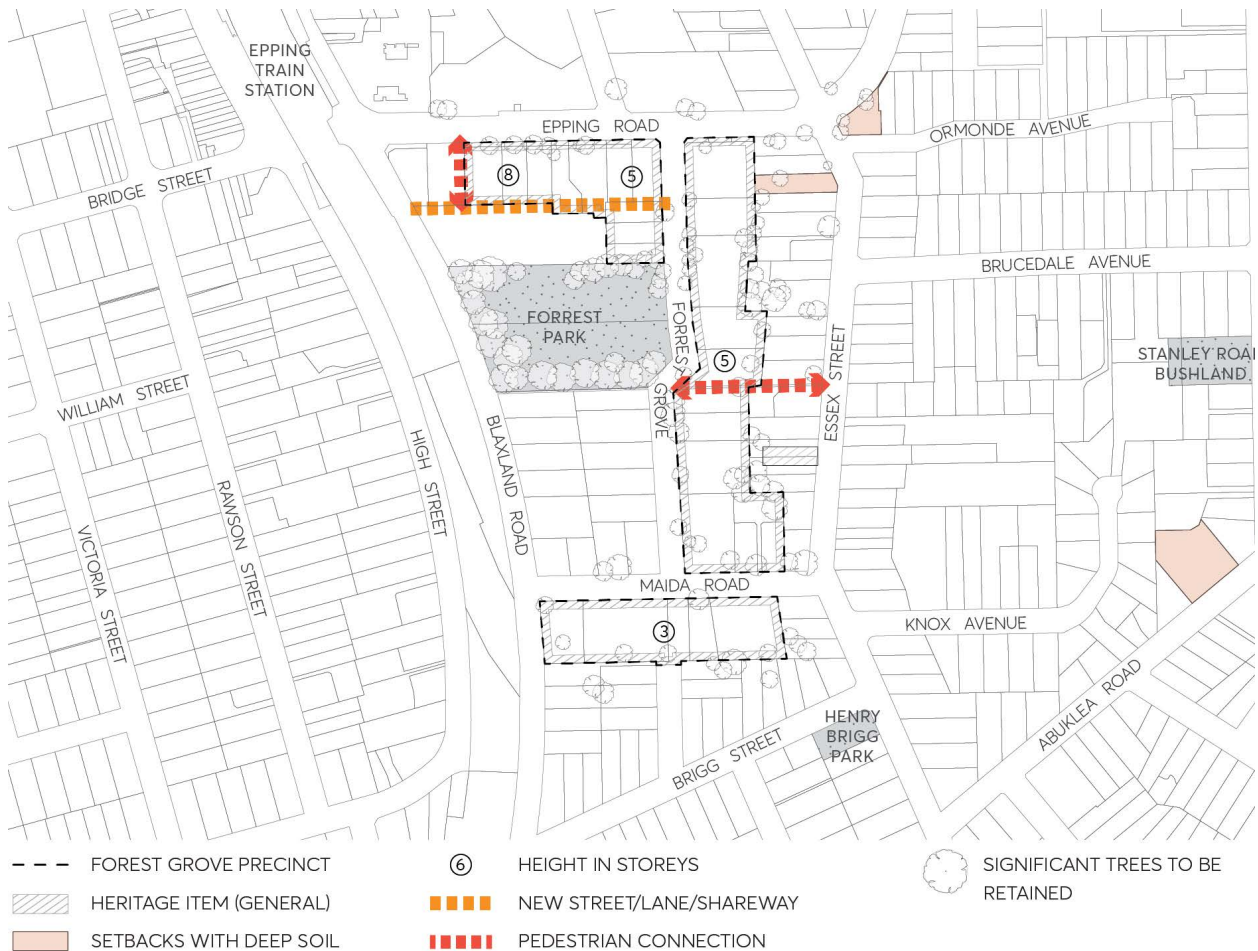 EPPING
TRAIN
STATION
EPPING ROAD
ORMONDE AVENUE
BRIDGE STREET
8
5
BRUCEDALE AVENUE
FORREST
PARK
FORREST
GROVE
5
ESSEX STREET
STANLEY ROAD
BUSHLAND
WILLIAM STREET
HIGH STREET
BLAXLAND ROAD
RAWSON STREET
VICTORIA STREET
MAIDA ROAD
3
KNOX AVENUE
ABUKLEA ROAD
HENRY
BRIGG
PARK
BRIGG STREET
FOREST GROVE PRECINCT
6 HEIGHT IN STOREYS
SIGNIFICANT TREES TO BE
RETAINED
HERITAGE ITEM (GENERAL)
NEW STREET/LANE/SHAREWAY
SETBACKS WITH DEEP SOIL
PEDESTRIAN CONNECTION